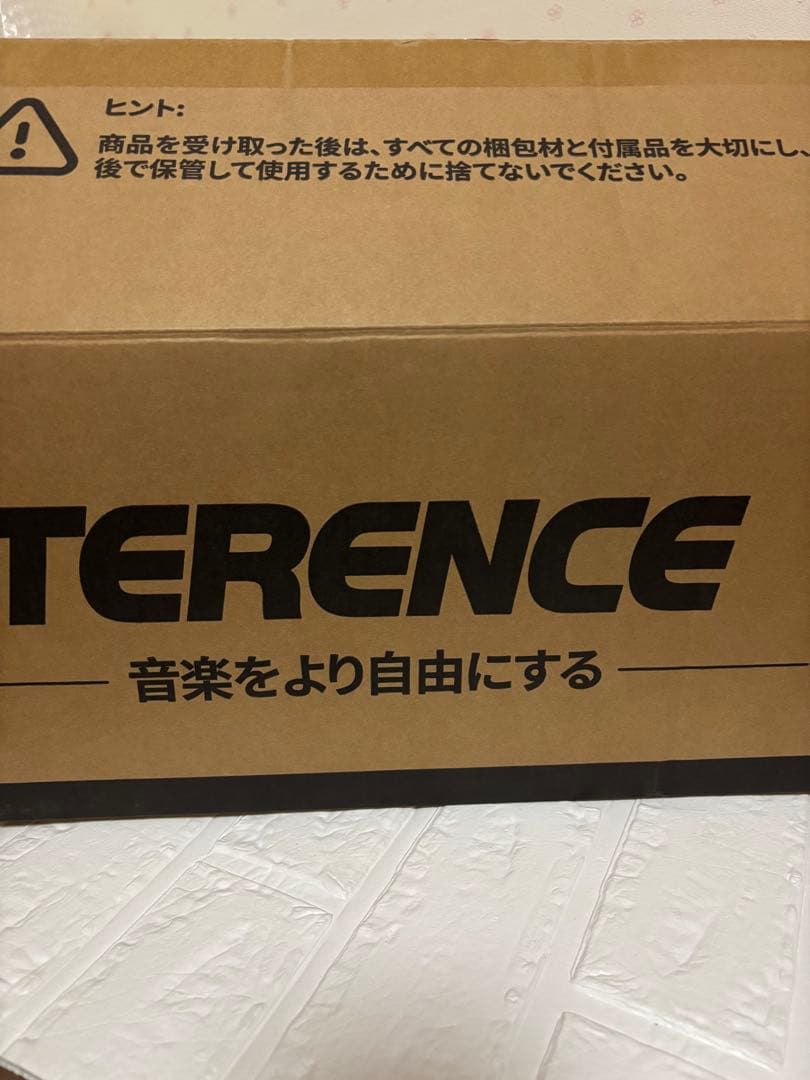 ヒント:
商品を受け取った後は、すべての梱包材と付属品を大切にし、
後で保管して使用するために捨てないでください。
TERENCE
音楽をより自由にする